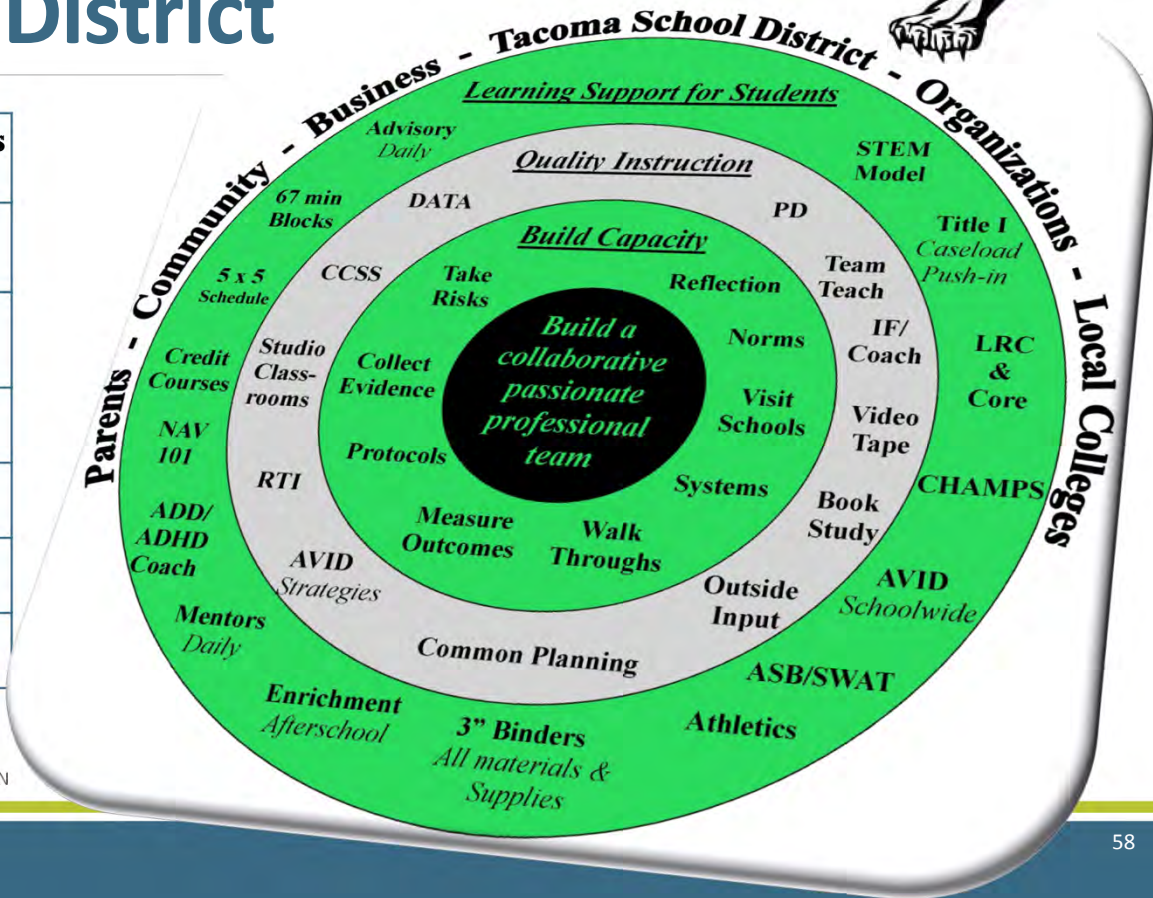 District
s
Parents - Community - Business - Tacoma School District - Organizations - Local Colleges
Learning Support for Students
Advisory
Daily
67 min
Blocks
5 x 5
Schedule
Credit
Courses
NAV
101
ADD/
ADHD
Coach
Mentors
Daily
Enrichment
Afterschool
3” Binders
All materials &
Supplies
Athletics
ASB/SWAT
AVID
Schoolwide
CHAMPS
LRC
&
Core
Title I
Caseload
Push-in
STEM
Model
Quality Instruction
DATA
CCSS
Studio
Class-
rooms
RTI
AVID
Strategies
Common Planning
Outside
Input
Book
Study
Video
Tape
IF/
Coach
Team
Teach
PD
Build Capacity
Take
Risks
Collect
Evidence
Protocols
Measure
Outcomes
Walk
Throughs
Systems
Visit
Schools
Norms
Reflection
Build a
collaborative
passionate
professional
team
N
58